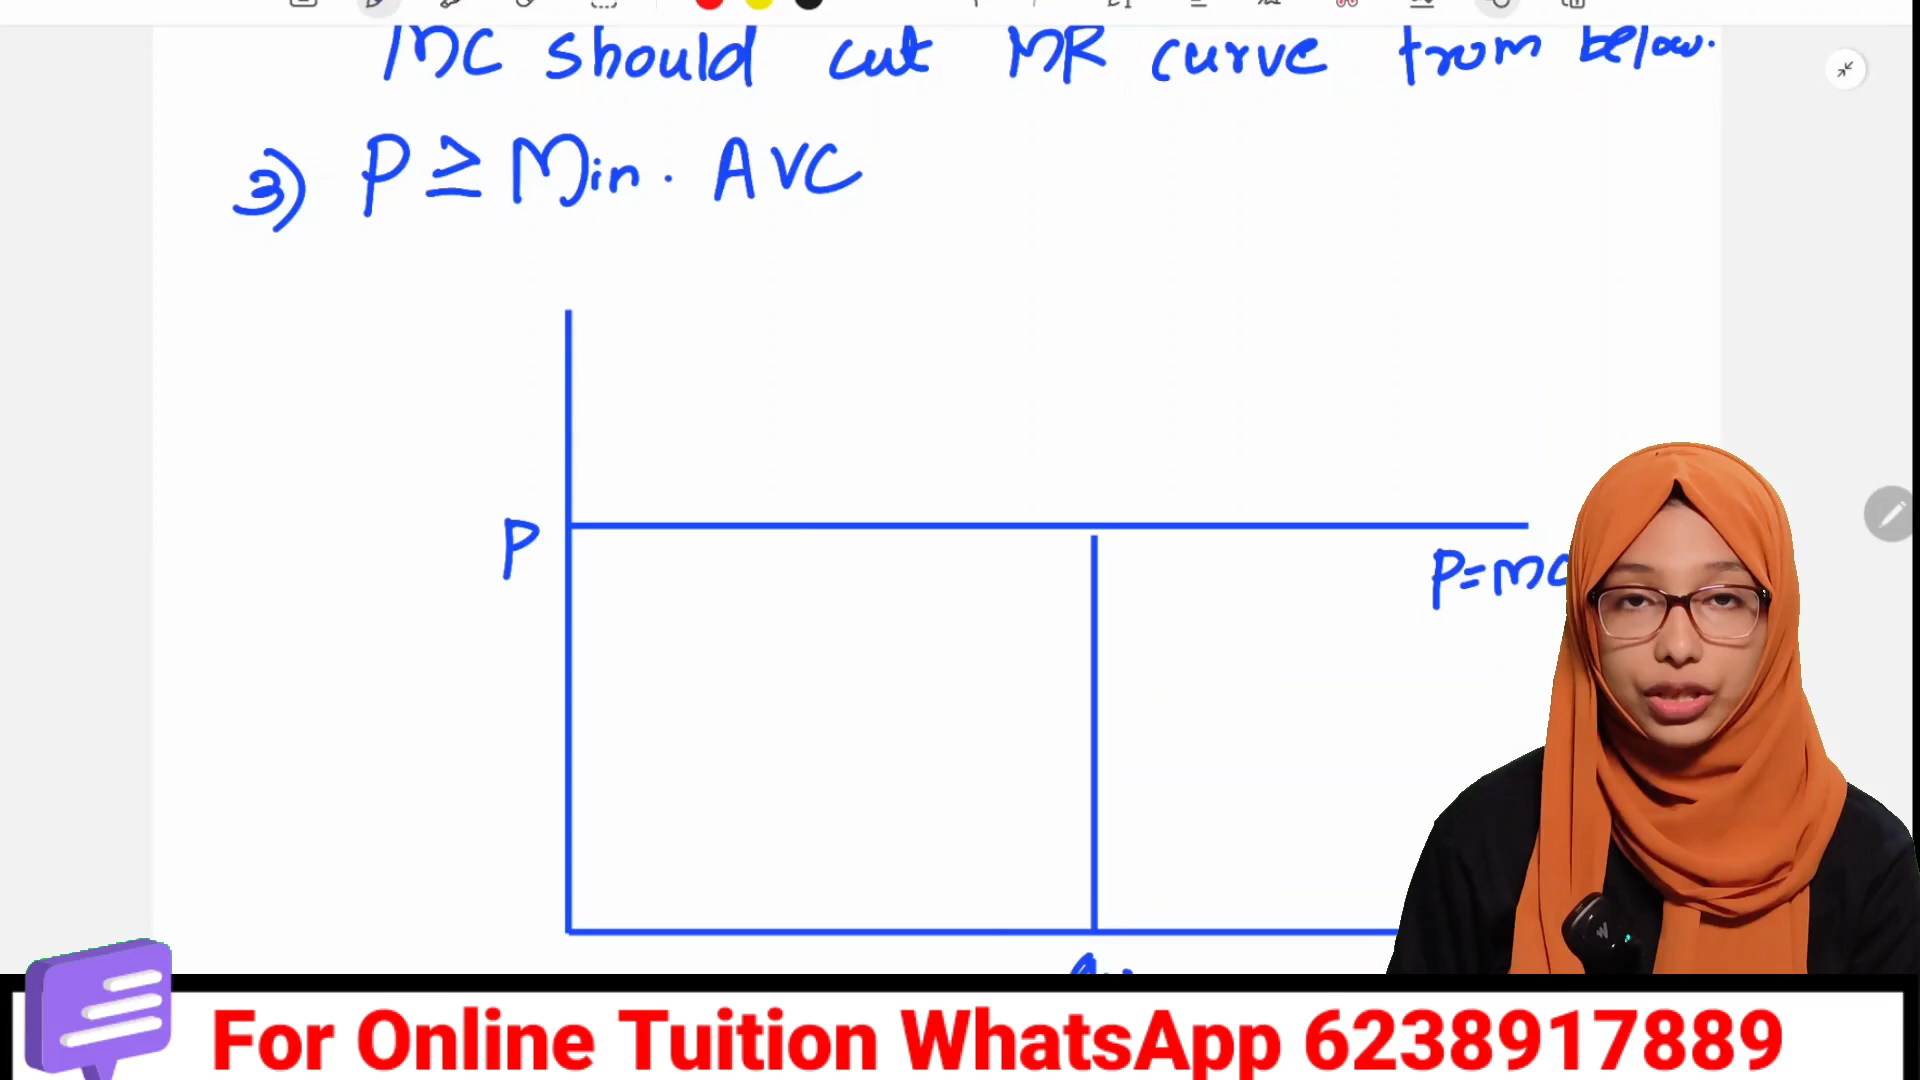 MC should cut MR curve from below.
3) P ≥ Min. AVC
P
P=MC
For Online Tuition WhatsApp 6238917889